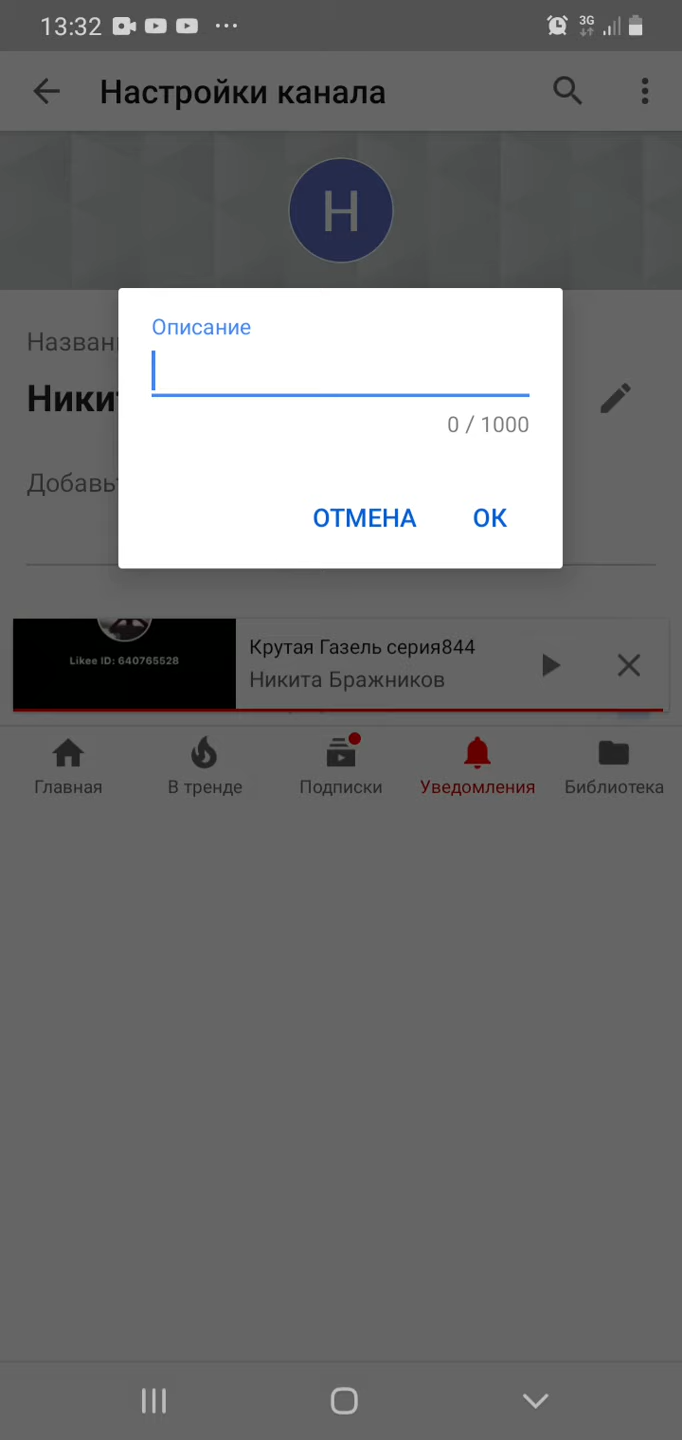 13:32
3G
Настройки канала
Н
Описание
0 / 1000
ОТМЕНА
ОК
Likee ID: 640765528
Крутая Газель серия844
Никита Бражников
Главная
В тренде
Подписки
Уведомления
Библиотека